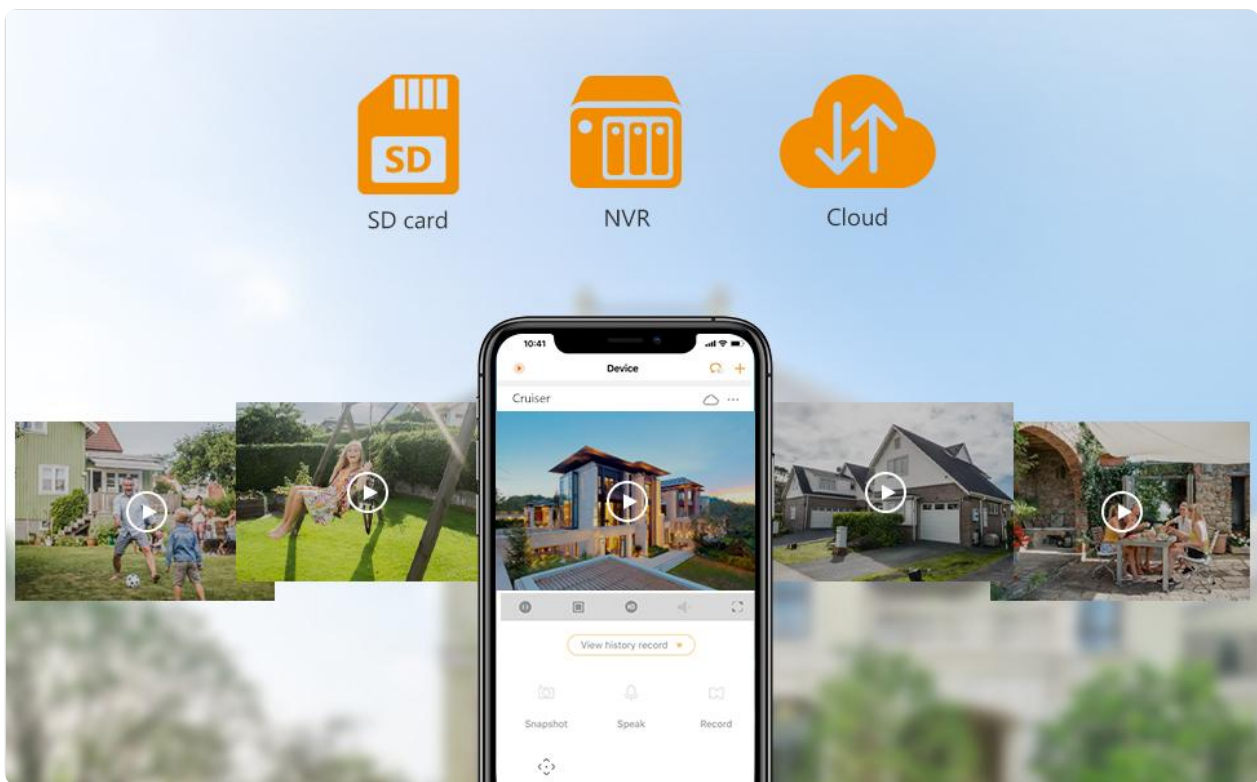 SD
SD card
NVR
Cloud
10:41
Device
Cruiser
View history record
Snapshot
Speak
Record